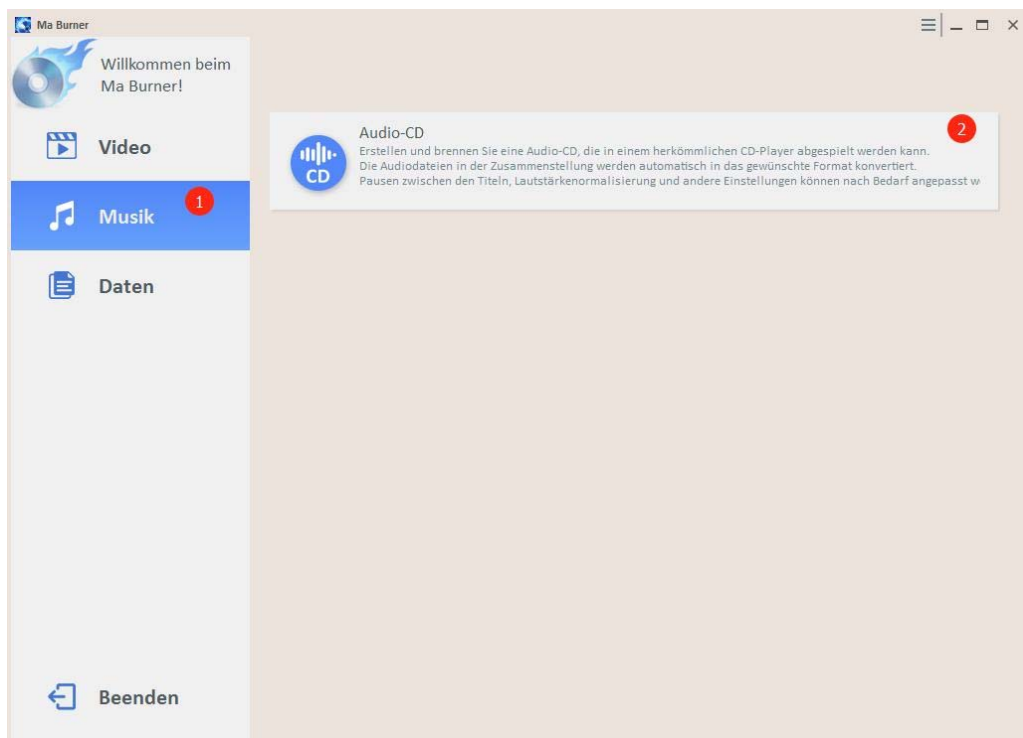 Ma Burner
Willkommen beim
Ma Burner!
Video
Musik
1
Daten
Beenden
Audio-CD
2
Erstellen und brennen Sie eine Audio-CD, die in einem herkömmlichen CD-Player abgespielt werden kann.
Die Audiodateien in der Zusammenstellung werden automatisch in das gewünschte Format konvertiert.
Pausen zwischen den Titeln, Lautstärkenormalisierung und andere Einstellungen können nach Bedarf angepasst w
CD